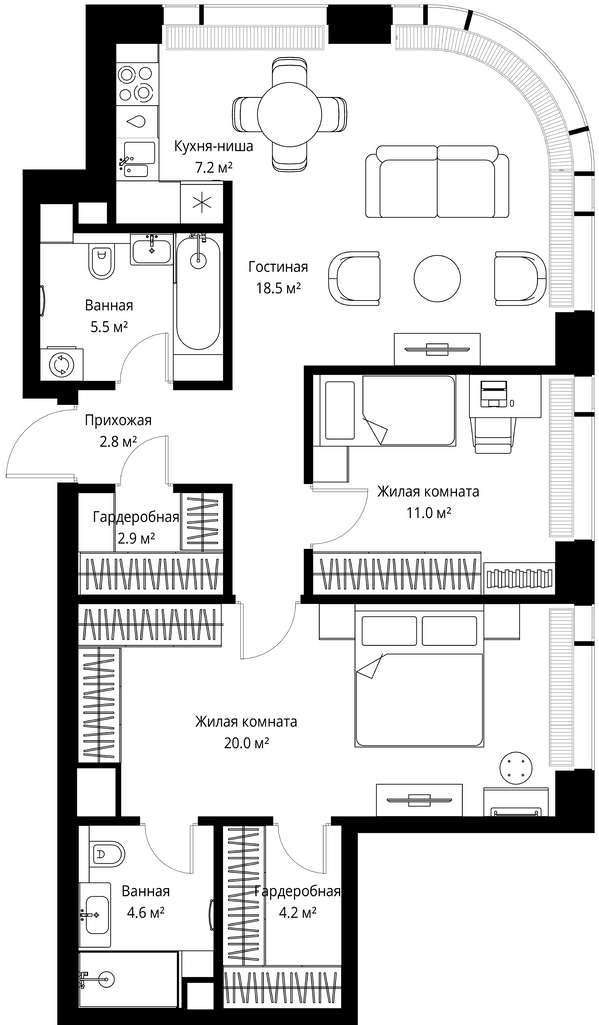 Кухня-ниша
7.2 м²
Гостиная
18.5 м²
Ванная
5.5 м²
Прихожая
2.8 м²
Жилая комната
11.0 м²
Гардеробная
2.9 м²
Жилая комната
20.0 м²
Ванная
4.6 м²
Гардеробная
4.2 м²